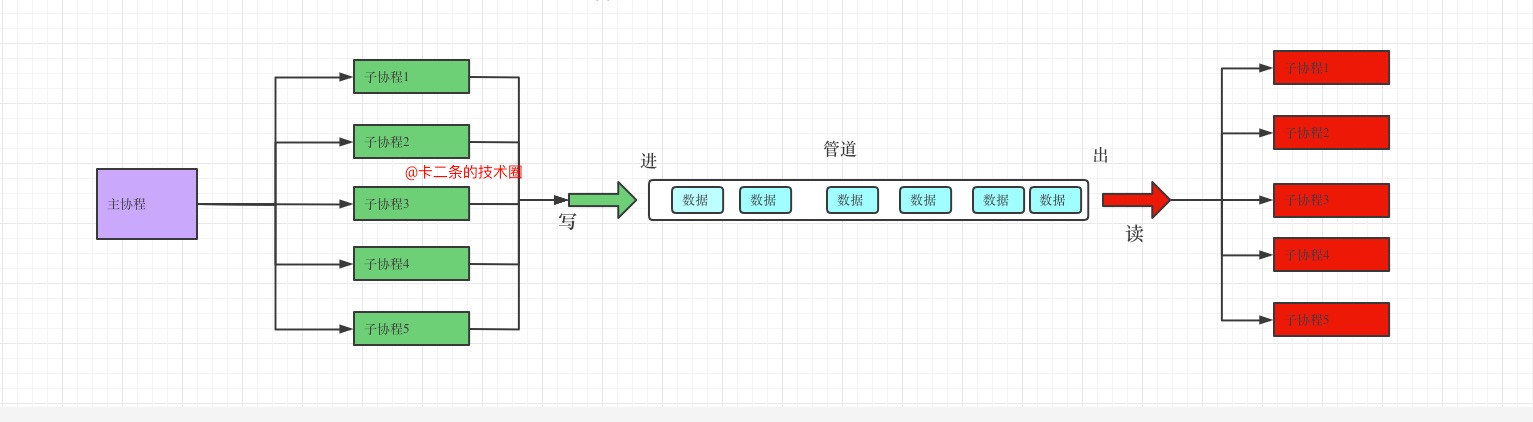 主协程
子协程1
子协程2
@卡二条的技术圈
子协程3
子协程4
子协程5
写
进
管道
数据 数据 数据 数据 数据 数据
出
读
子协程1
子协程2
子协程3
子协程4
子协程5